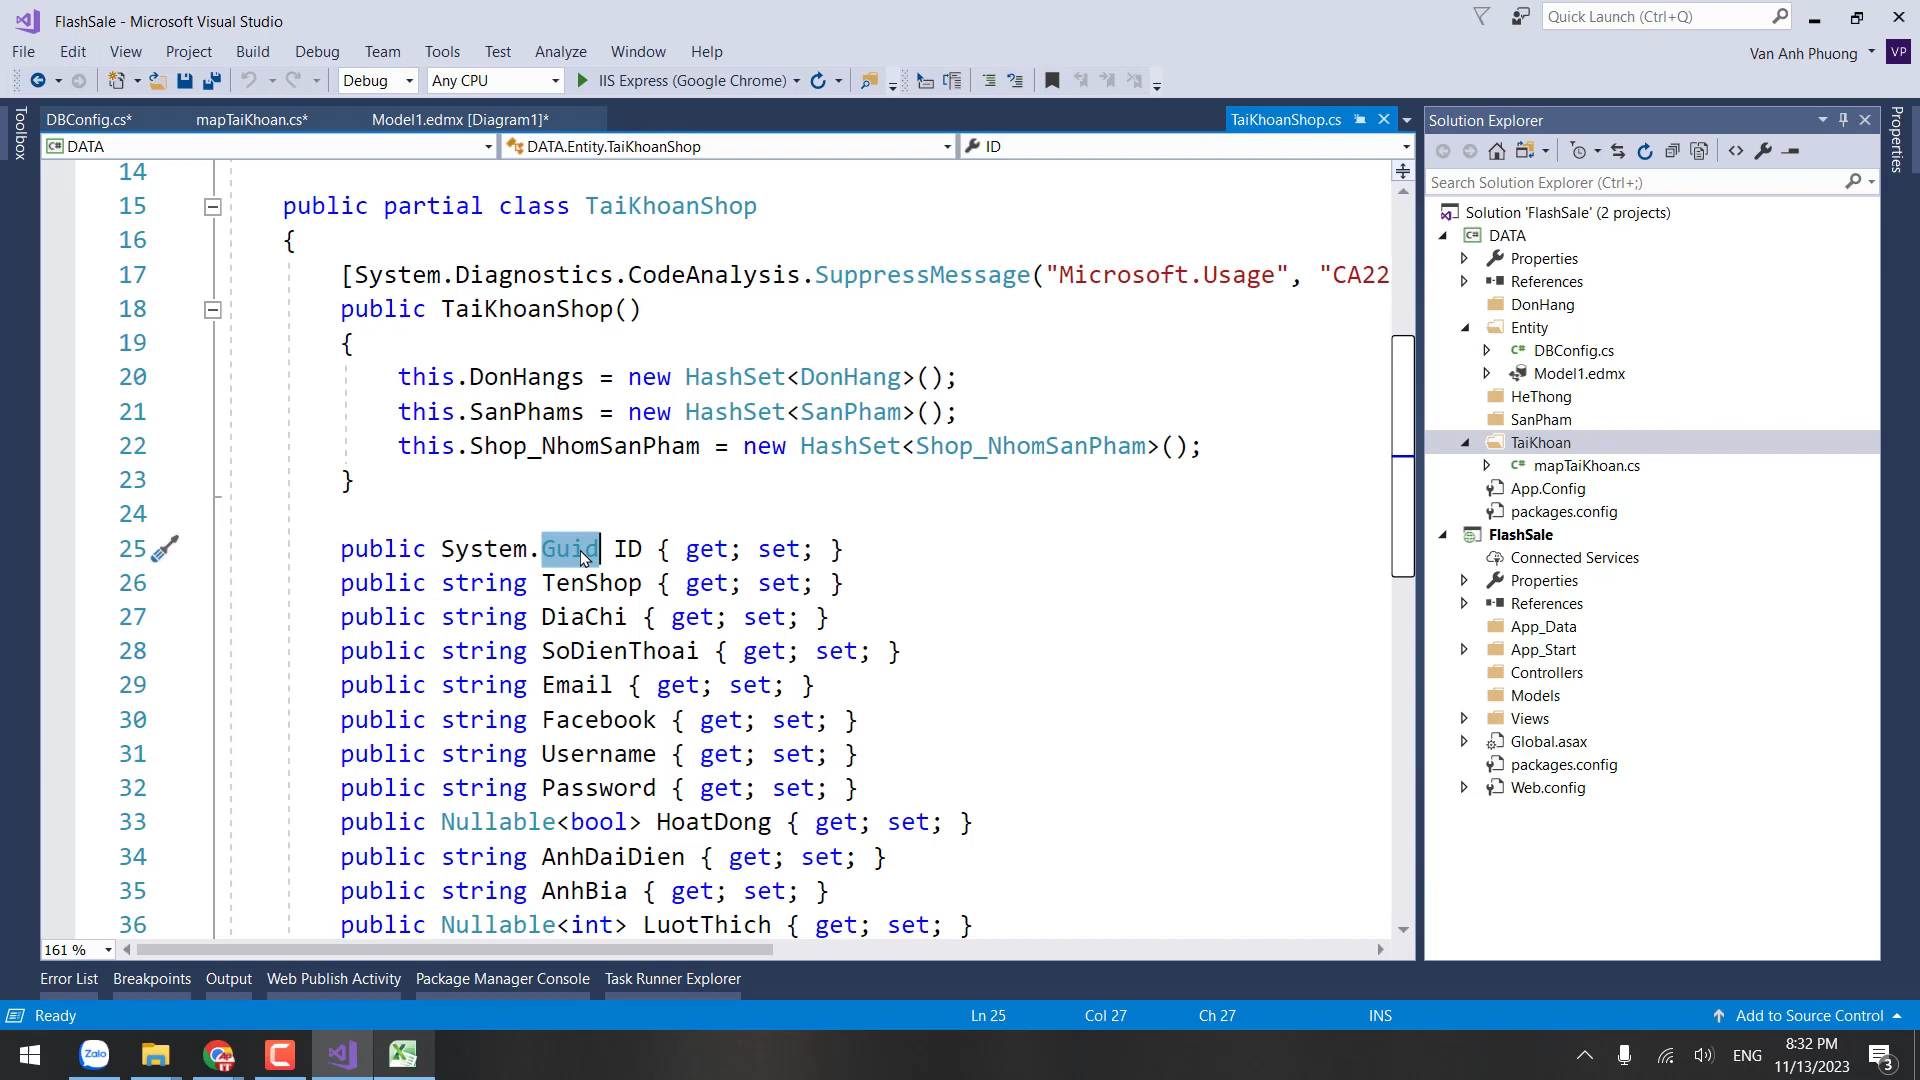 FlashSale - Microsoft Visual Studio
Quick Launch (Ctrl+Q)
File Edit View Project Build Debug Team Tools Test Analyze Window Help
Van Anh Phuong VP
Debug Any CPU IIS Express (Google Chrome)
Toolbox
DBConfig.cs* mapTaiKhoan.cs* Model1.edmx [Diagram1]* TaiKhoanShop.cs
DATA DATA.Entity.TaiKhoanShop ID
14
15 public partial class TaiKhoanShop
16 {
17 [System.Diagnostics.CodeAnalysis.SuppressMessage("Microsoft.Usage", "CA22
18 public TaiKhoanShop()
19 {
20 this.DonHangs = new HashSet<DonHang>();
21 this.SanPhams = new HashSet<SanPham>();
22 this.Shop_NhomSanPham = new HashSet<Shop_NhomSanPham>();
23 }
24
25 public System.Guid ID { get; set; }
26 public string TenShop { get; set; }
27 public string DiaChi { get; set; }
28 public string SoDienThoai { get; set; }
29 public string Email { get; set; }
30 public string Facebook { get; set; }
31 public string Username { get; set; }
32 public string Password { get; set; }
33 public Nullable<bool> HoatDong { get; set; }
34 public string AnhDaiDien { get; set; }
35 public string AnhBia { get; set; }
36 public Nullable<int> LuotThich { get; set; }
161 %
Solution Explorer
Search Solution Explorer (Ctrl+;)
Solution 'FlashSale' (2 projects)
C# DATA
Properties
References
DonHang
Entity
C# DBConfig.cs
Model1.edmx
HeThong
SanPham
TaiKhoan
C# mapTaiKhoan.cs
App.Config
packages.config
FlashSale
Connected Services
Properties
References
App_Data
App_Start
Controllers
Models
Views
Global.asax
packages.config
Web.config
Properties
Error List Breakpoints Output Web Publish Activity Package Manager Console Task Runner Explorer
Ready Ln 25 Col 27 Ch 27 INS Add to Source Control
Zalo
ENG
8:32 PM
11/13/2023
3